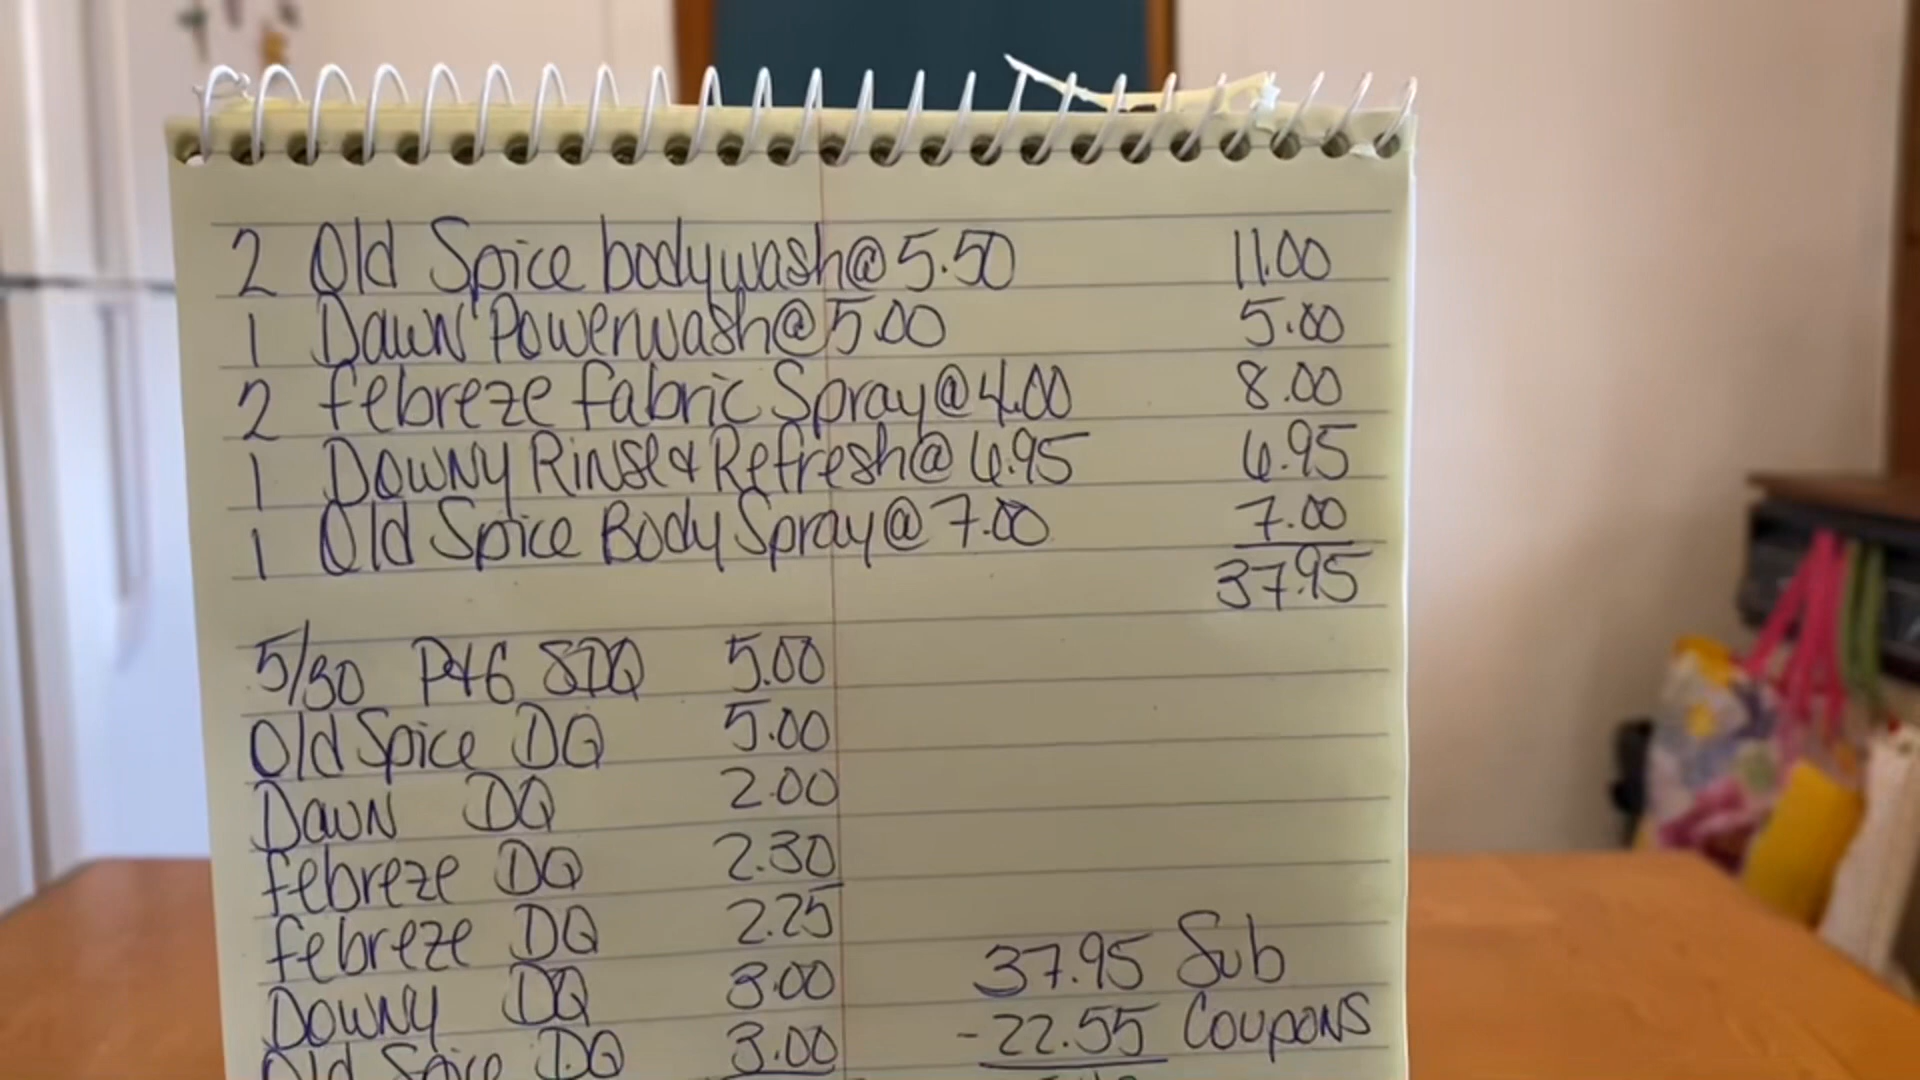 2 Old Spice bodywash@5.50 11.00
1 Dawn Powerwash@5.00 5.00
2 febreze fabric Spray@4.00 8.00
1 Downy Rinse & Refresh@6.95 6.95
1 Old Spice Body Spray@7.00 7.00
37.95
5/30 P+G SDQ 5.00
Old Spice DQ 5.00
Dawn DQ 2.00
febreze DQ 2.30
febreze DQ 2.25
Downy DQ 3.00
Old Spice DQ 3.00
37.95 Sub
-22.55 Coupons